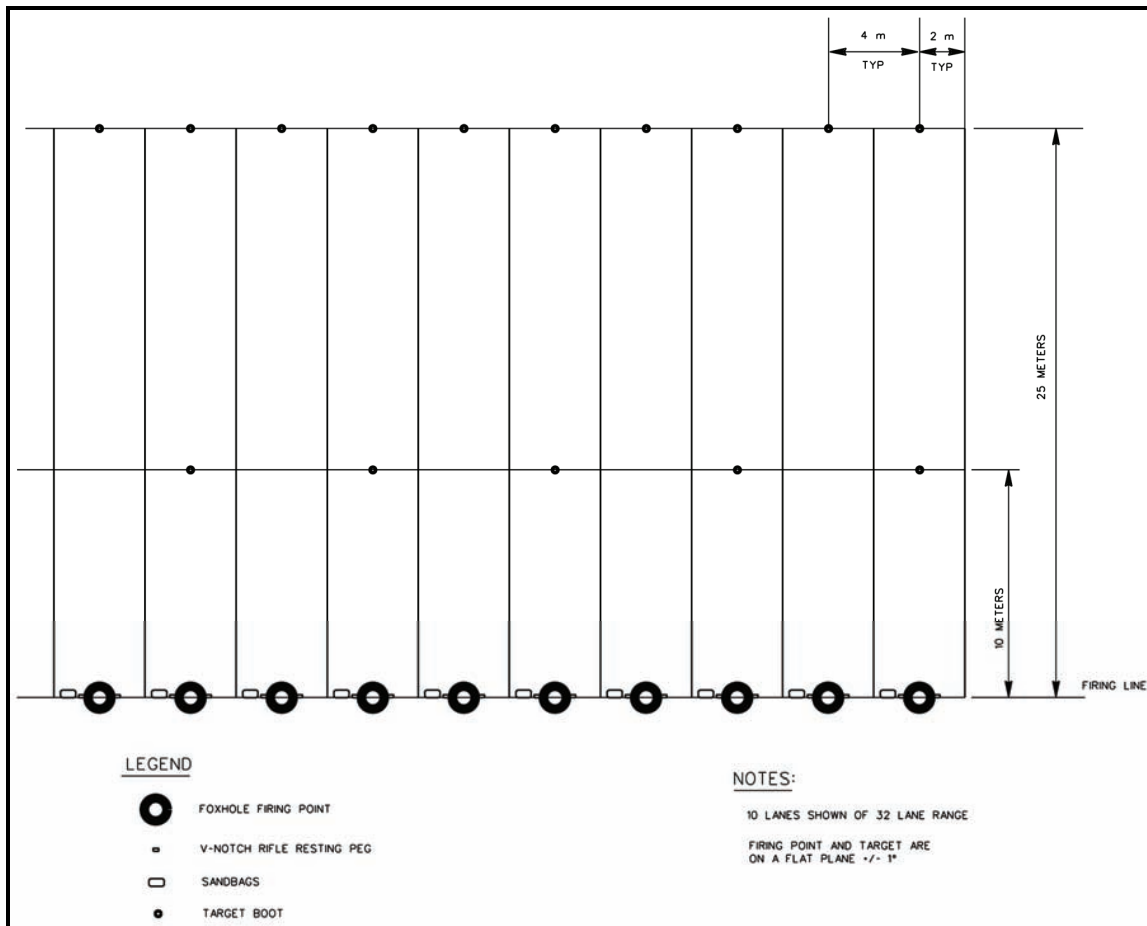 4 m
2 m
TYP
TYP
25 METERS
10 METERS
FIRING LINE
LEGEND
FOXHOLE FIRING POINT
V-NOTCH RIFLE RESTING PEG
SANDBAGS
TARGET BOOT
NOTES:
10 LANES SHOWN OF 32 LANE RANGE
FIRING POINT AND TARGET ARE
ON A FLAT PLANE +/- 1°